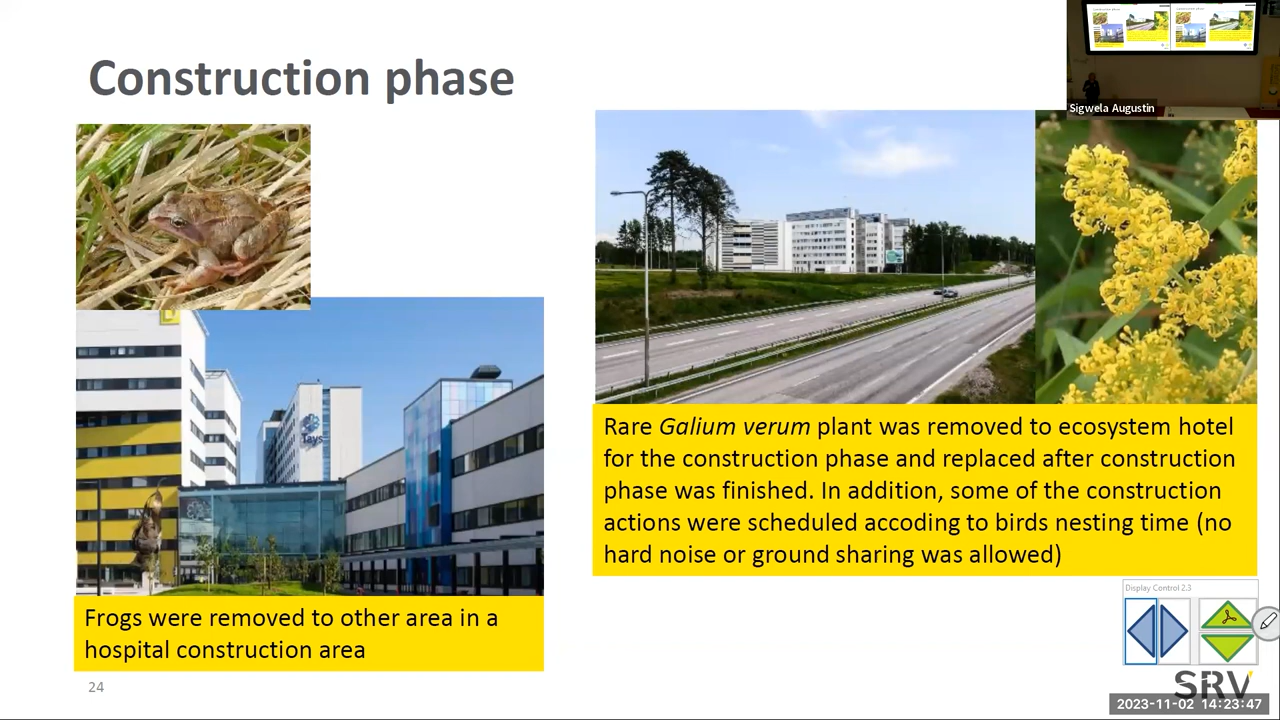 Construction phase
Sigwela Augustin
Tays
Rare Galium verum plant was removed to ecosystem hotel
for the construction phase and replaced after construction
phase was finished. In addition, some of the construction
actions were scheduled accoding to birds nesting time (no
hard noise or ground sharing was allowed)
Frogs were removed to other area in a
hospital construction area
Display Control 2.3
24
SRV
2023-11-02 14:23:47